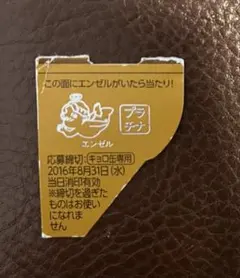 この面にエンゼルがいたら当たり!
プラ
チーナ
エンゼル
応募締切:キョロ缶専用
2016年8月31日(水)
当日消印有効
※締切を過ぎた
ものはお使い
になれま
せん